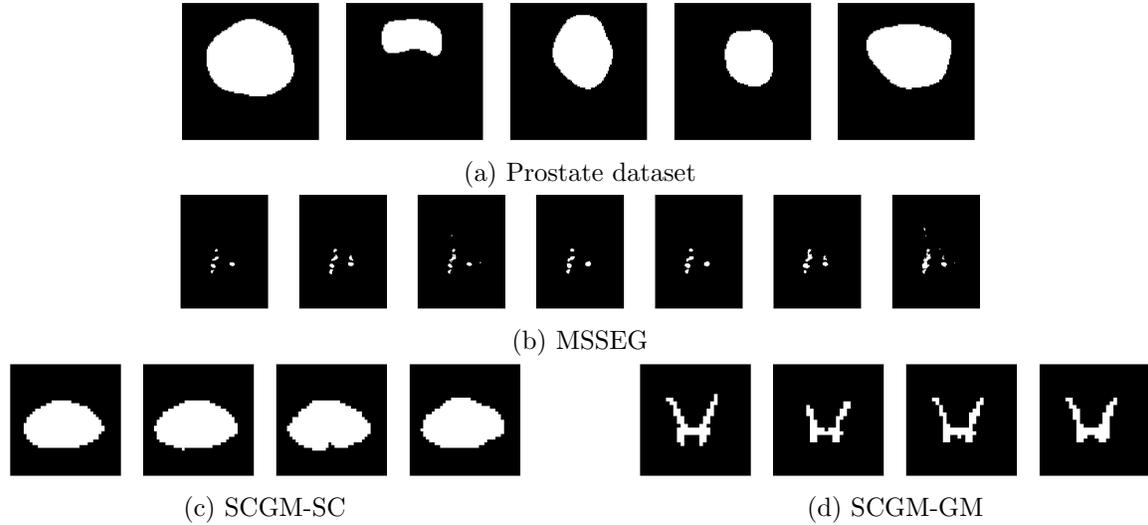 (a) Prostate dataset
(b) MSSEG
(c) SCGM-SC
(d) SCGM-GM